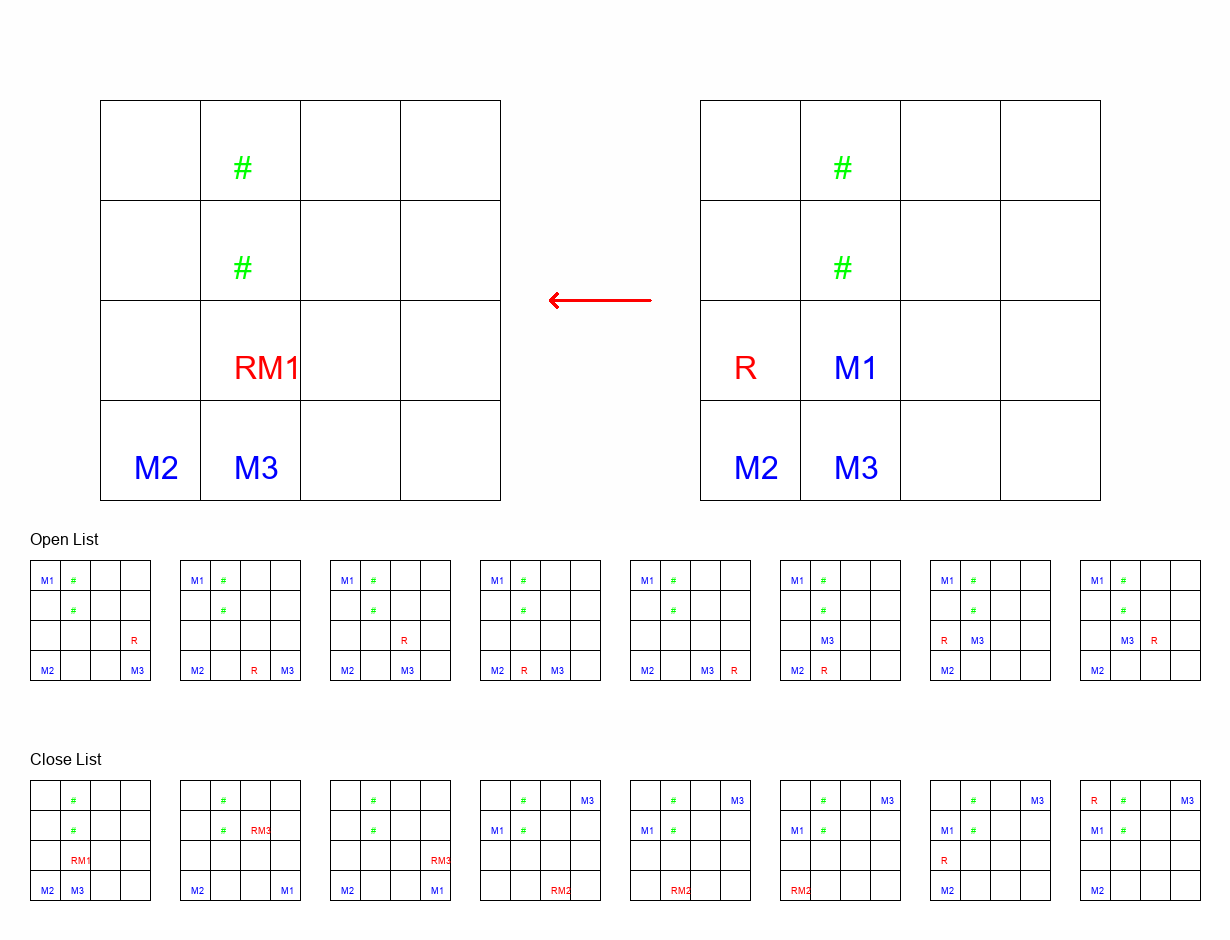 # #
# #
RM1 R M1
M2 M3 M2 M3
Open List
M1 # M1 # M1 # M1 # M1 # M1 # M1 # M1 #
# # # # # # # #
R R M3 R M3 M3 R
M2 M3 M2 R M3 M2 M3 M2 R M3 M2 M3 R M2 R M2 M2
Close List
# # # # M3 # M3 # M3 # M3 R # M3
# # RM3 # M1 # M1 # M1 # M1 # M1 #
RM1 RM3 R
M2 M3 M2 M1 M2 M1 RM2 RM2 RM2 M2 M2